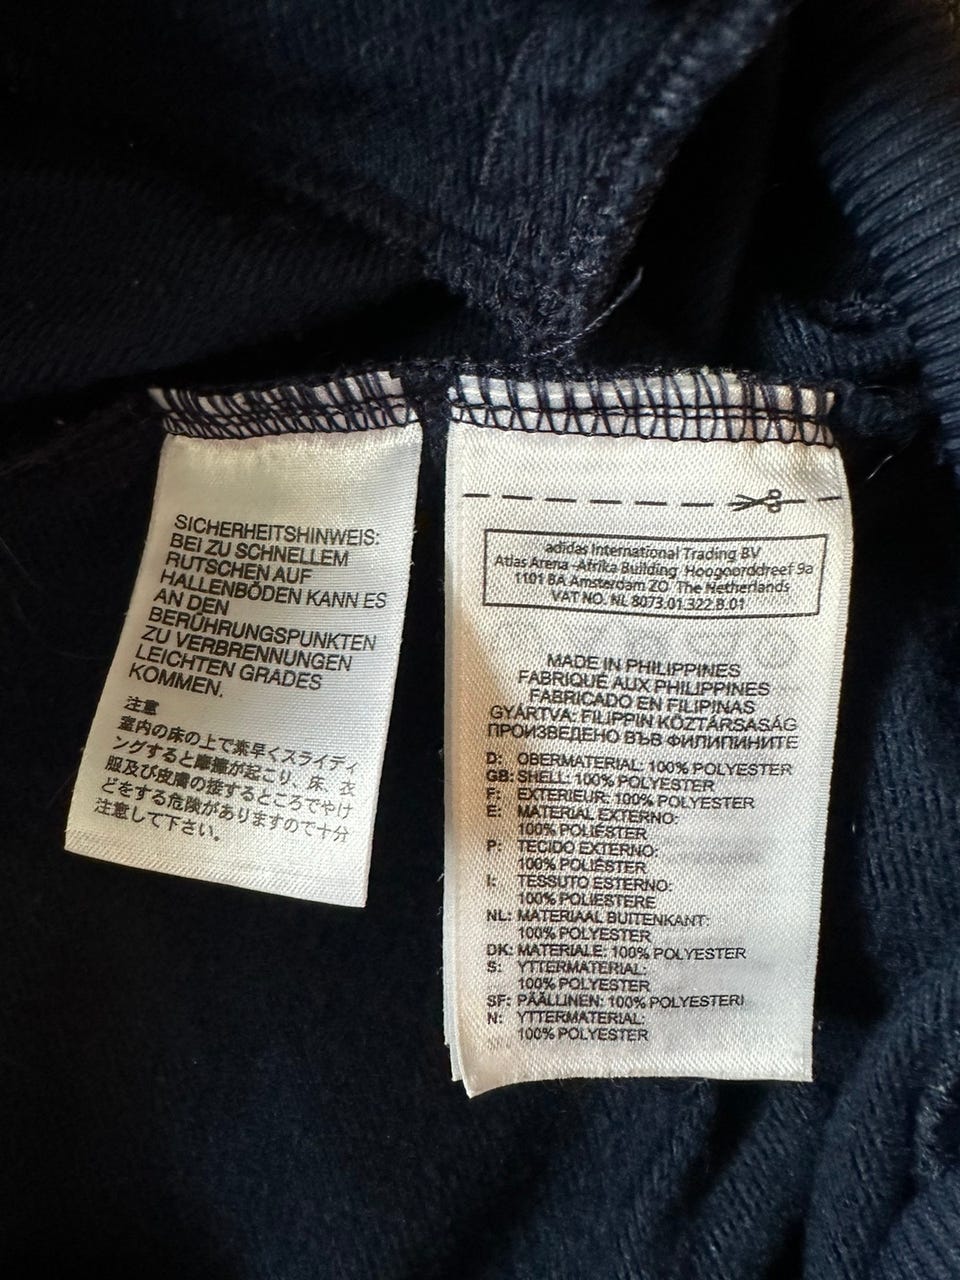 SICHERHEITSHINWEIS:
BEI ZU SCHNELLEM
RUTSCHEN AUF
HALLENBÖDEN KANN ES
AN DEN
BERÜHRUNGSPUNKTEN
ZU VERBRENNUNGEN
LEICHTEN GRADES
KOMMEN.
注意
室内の床の上で素早くスライディ
ングすると摩擦が起こり、床、衣
服及び皮膚の接するところでやけ
どをする危険がありますので十分
注意して下さい。
adidas International Trading BV
Atlas Arena -Afrika Building Hoogoorddreef 9a
1101 BA Amsterdam ZO The Netherlands
VAT NO. NL 8073.01.322.B.01
MADE IN PHILIPPINES
FABRIQUÉ AUX PHILIPPINES
FABRICADO EN FILIPINAS
GYÁRTVA: FILIPPIN KÖZTÁRSASÁG
ПРОИЗВЕДЕНО ВЪВ ФИЛИПИНИТЕ
D: OBERMATERIAL: 100% POLYESTER
GB: SHELL: 100% POLYESTER
F: EXTERIEUR: 100% POLYESTER
E: MATERIAL EXTERNO:
100% POLIÉSTER
P: TECIDO EXTERNO:
100% POLIÉSTER
I: TESSUTO ESTERNO:
100% POLIESTERE
NL: MATERIAAL BUITENKANT:
100% POLYESTER
DK: MATERIALE: 100% POLYESTER
S: YTTERMATERIAL:
100% POLYESTER
SF: PÄÄLLINEN: 100% POLYESTERI
N: YTTERMATERIAL:
100% POLYESTER